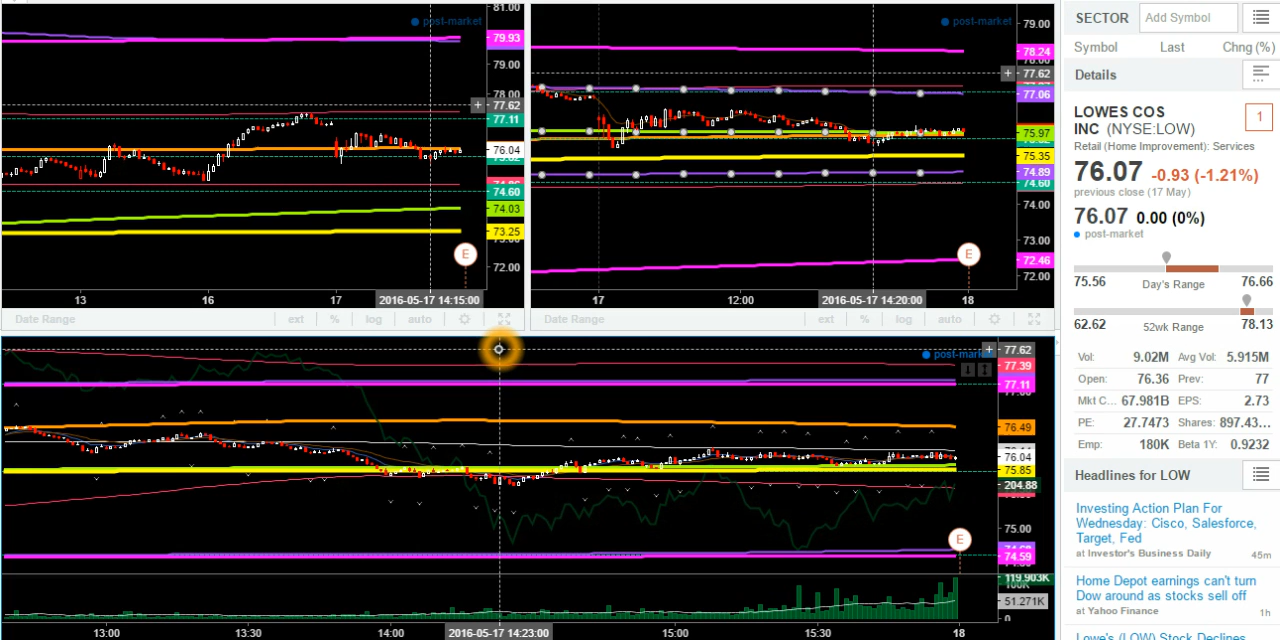 81.00
post-market
79.93
79.00
78.00
77.62
77.11
76.04
74.60
74.03
73.25
73.00
72.00
E
13
16
17
2016-05-17 14:15:00
Date Range
ext
%
log
auto
79.00
post-market
78.24
78.00
77.62
77.06
75.97
75.35
74.89
74.60
74.00
73.00
72.46
72.00
E
17
12:00
2016-05-17 14:20:00
18
Date Range
ext
%
log
auto
77.62
post-mark
77.39
77.11
76.49
76.04
75.85
204.88
75.00
74.59
E
119.903K
51.271K
0
13:00
13:30
14:00
2016-05-17 14:23:00
15:00
15:30
18
SECTOR
Add Symbol
Symbol Last Chng (%)
Details
LOWES COS
INC (NYSE:LOW)
1
Retail (Home Improvement): Services
76.07 -0.93 (-1.21%)
previous close (17 May)
76.07 0.00 (0%)
post-market
75.56 Day's Range 76.66
62.62 52wk Range 78.13
Vol: 9.02M Avg Vol: 5.915M
Open: 76.36 Prev: 77
Mkt C... 67.981B EPS: 2.73
PE: 27.7473 Shares: 897.43...
Emp: 180K Beta 1Y: 0.9232
Headlines for LOW
Investing Action Plan For
Wednesday: Cisco, Salesforce,
Target, Fed
at Investor's Business Daily 45m
Home Depot earnings can't turn
Dow around as stocks sell off
at Yahoo Finance 1h
Lowe's (LOW) Stock Declines